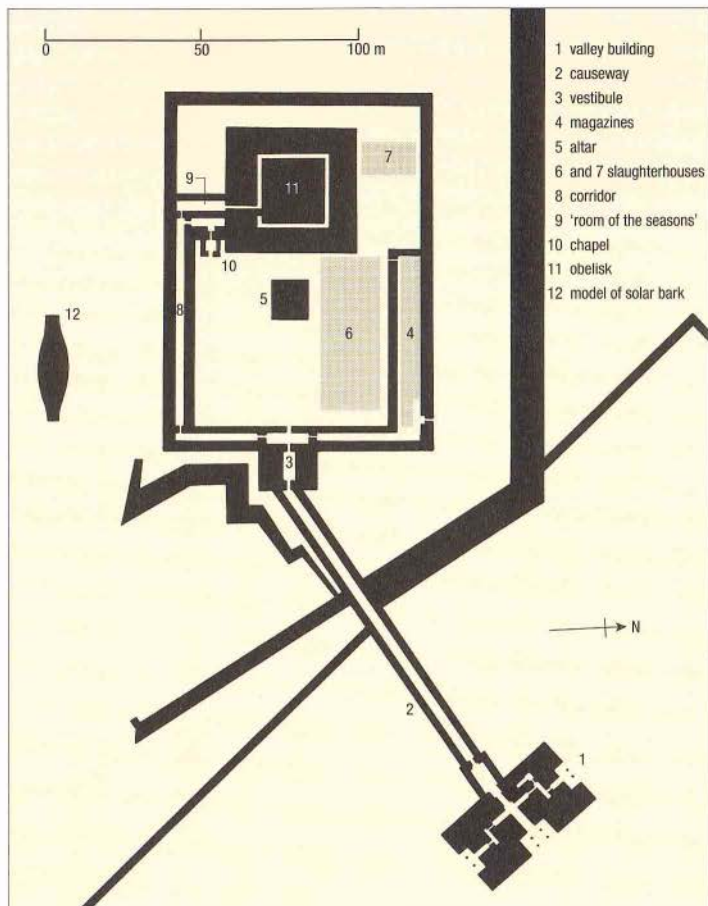 0 50 100 m
1 valley building
2 causeway
3 vestibule
4 magazines
5 altar
6 and 7 slaughterhouses
8 corridor
9 'room of the seasons'
10 chapel
11 obelisk
12 model of solar bark
7
9
11
10
12
5
8
6
4
3
N
2
1